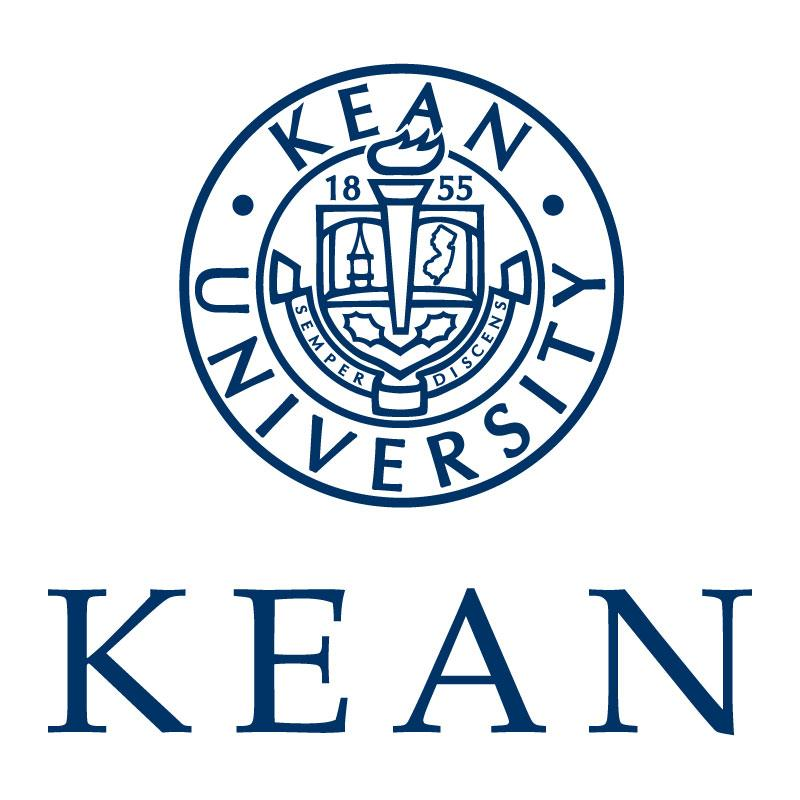 KEAN
18 55
SEMPER DISCENS
UNIVERSITY
KEAN